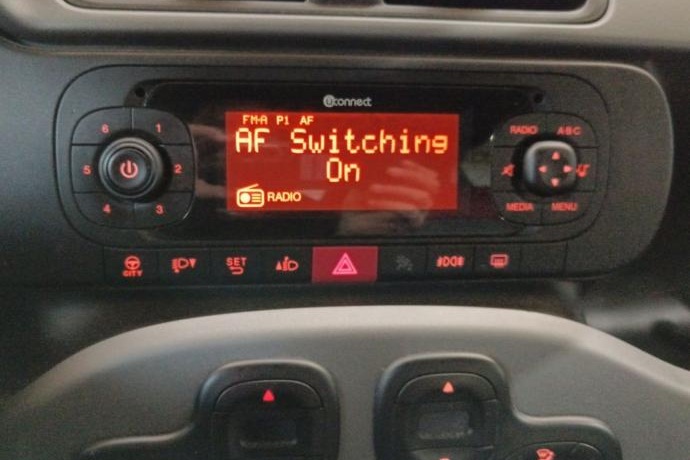 uconnect
FM-A P1 AF
AF Switching
On
RADIO
6 1
5 2
4 3
RADIO A-B-C
MEDIA MENU
CITY
SET